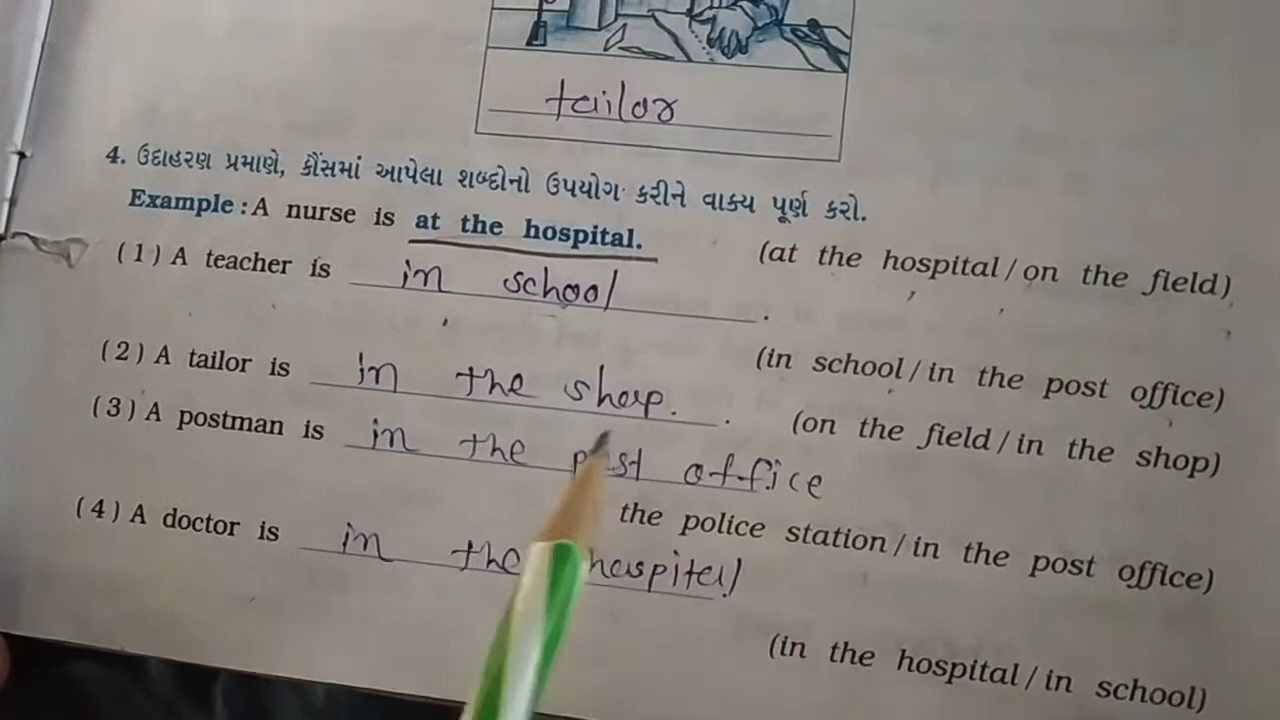 tailor
4. ઉદાહરણ પ્રમાણે, કૌંસમાં આપેલા શબ્દોનો ઉપયોગ કરીને વાક્ય પૂર્ણ કરો.
Example : A nurse is at the hospital.
(at the hospital/on the field)
(1) A teacher is in school.
(in school/in the post office)
(2) A tailor is in the shop. .
(on the field/in the shop)
(3) A postman is in the post office
the police station/in the post office)
(4) A doctor is in the hospital
(in the hospital/in school)